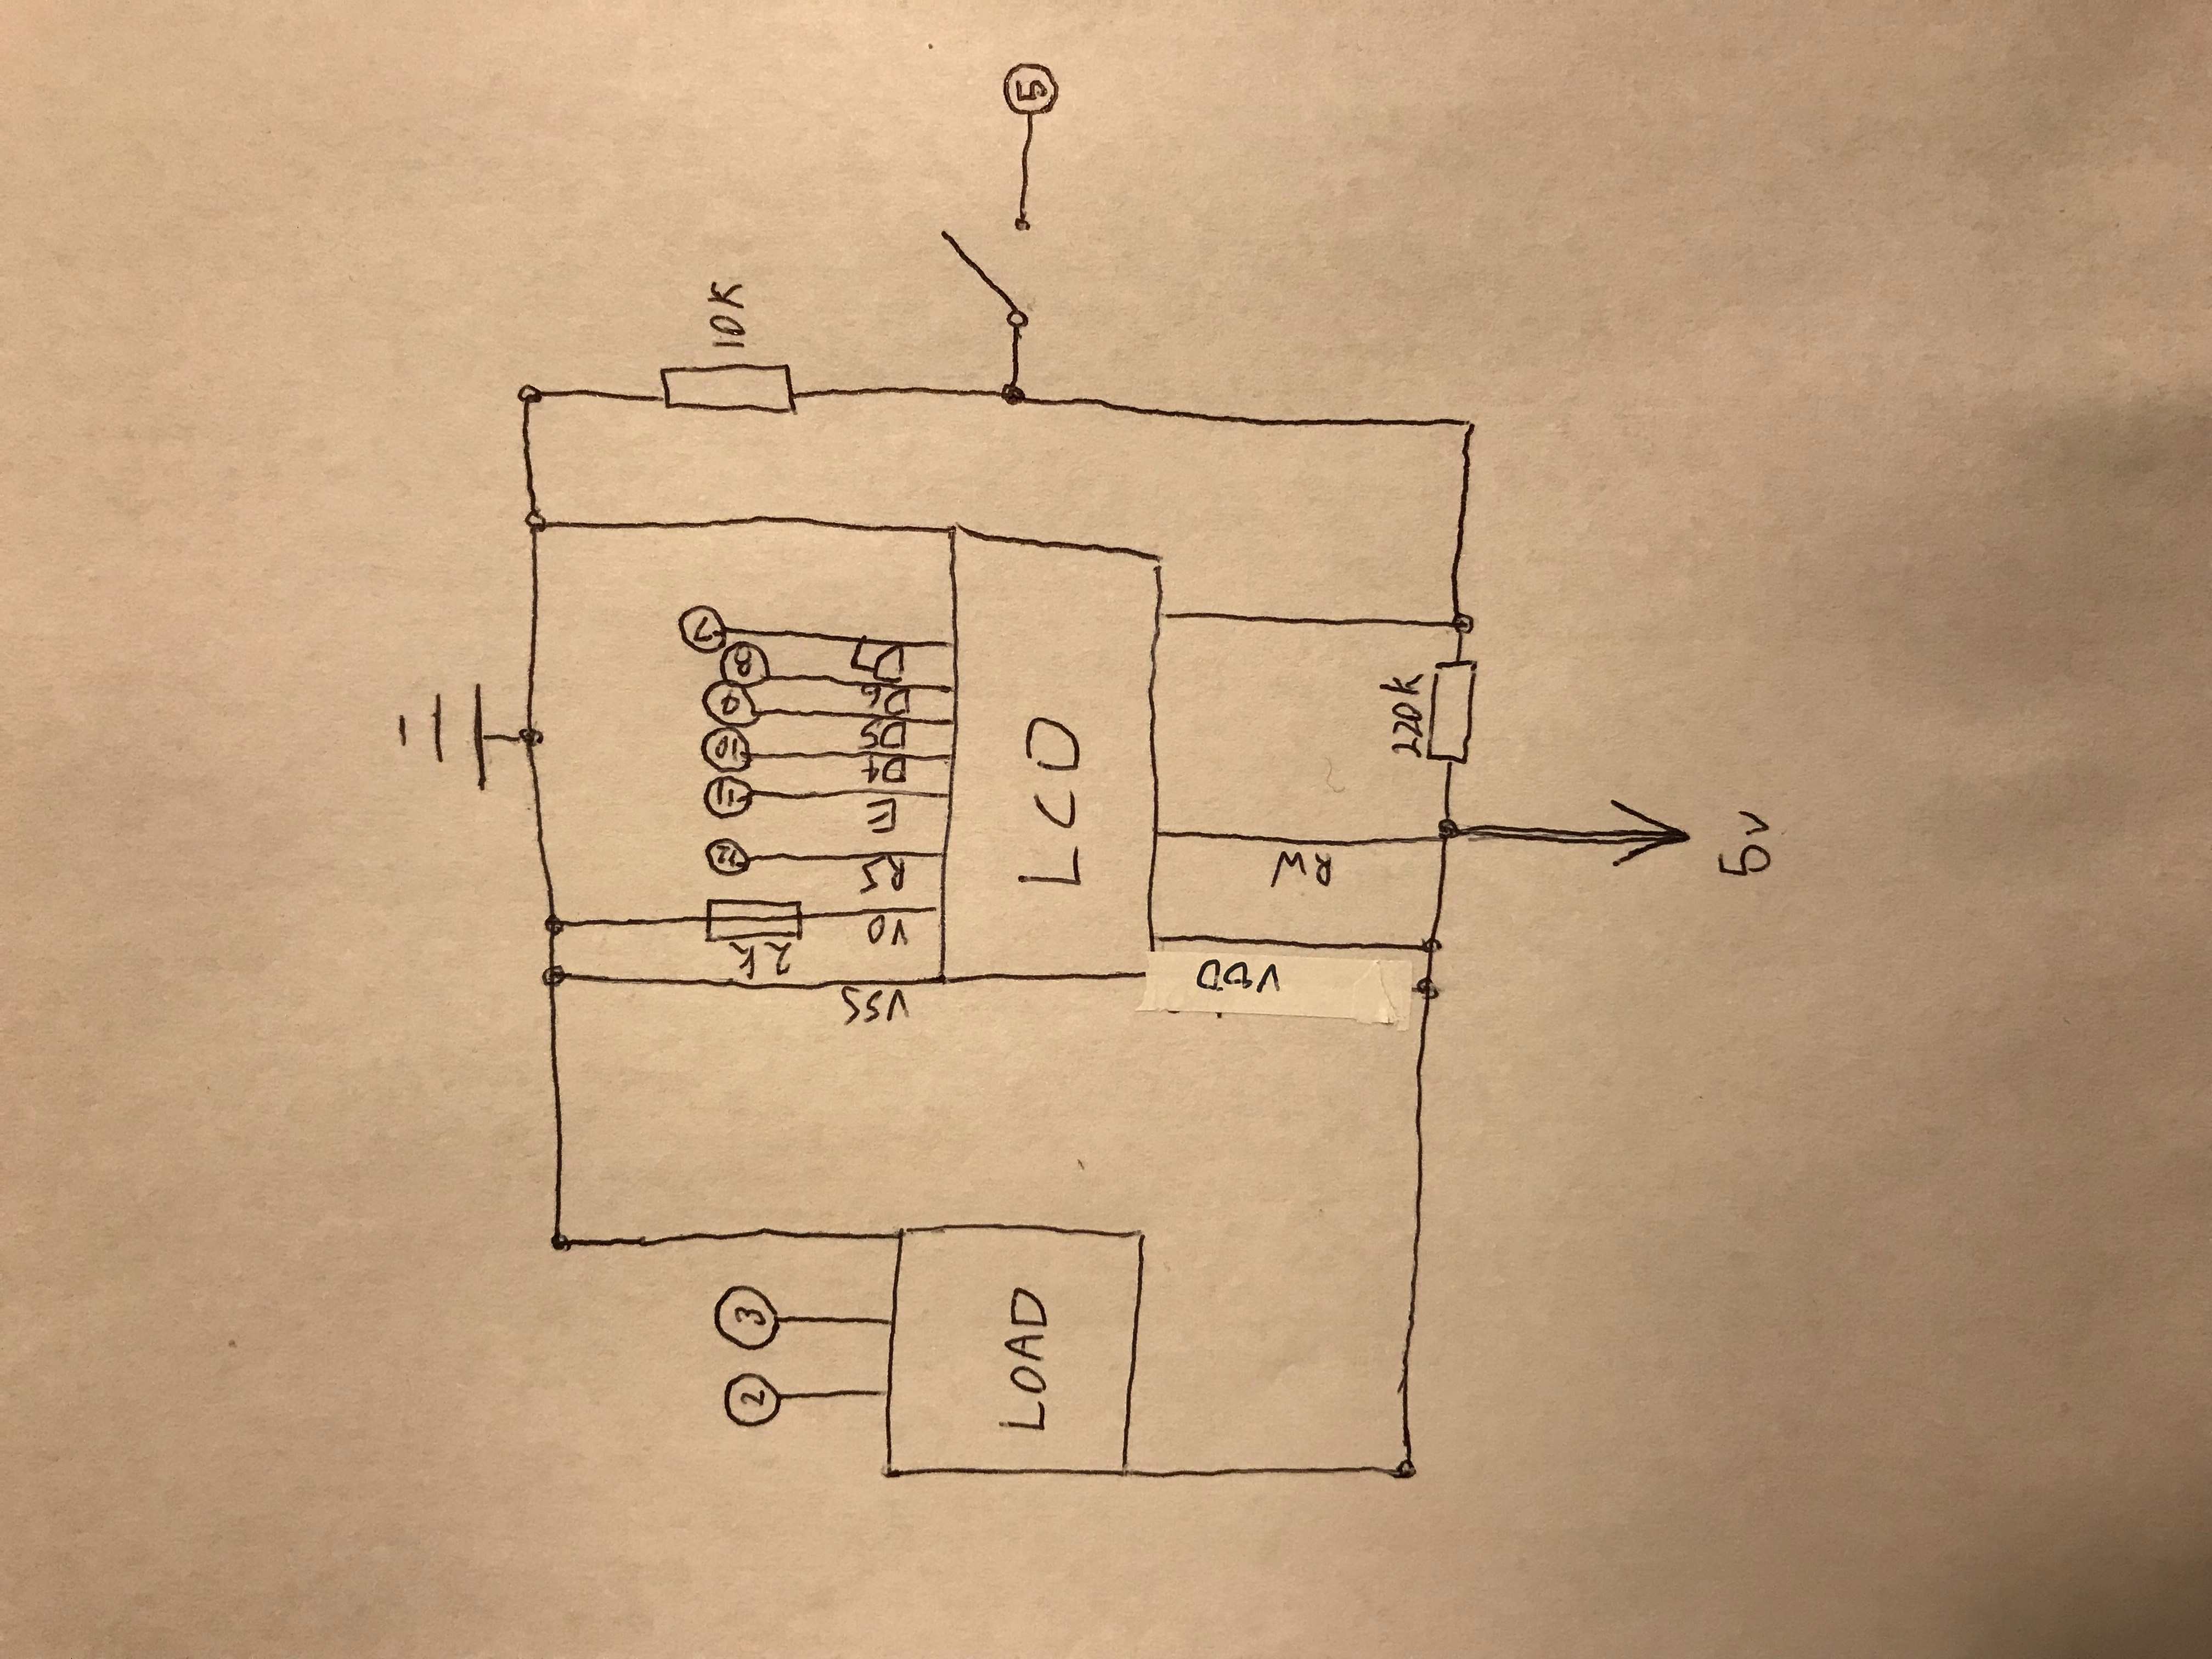 2 3
2K
12 11 10 9 8 7
10K
VSS VO RS E D4 D5 D6 D7
LOAD
LCD
5
VDD
RW
220K
5v